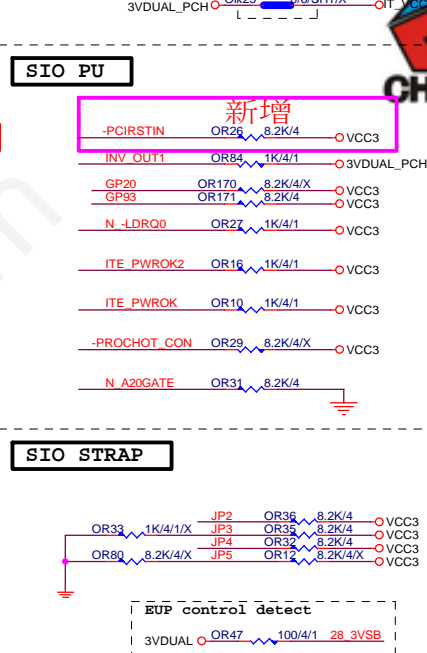 3VDUAL_PCH
SIO PU
新增
-PCIRSTIN OR26 8.2K/4 VCC3
INV_OUT1 OR84 1K/4/1 3VDUAL_PCH
GP20 OR170 8.2K/4/X VCC3
GP93 OR171 8.2K/4 VCC3
N_-LDRQ0 OR27 1K/4/1 VCC3
ITE_PWROK2 OR16 1K/4/1 VCC3
ITE_PWROK OR10 1K/4/1 VCC3
-PROCHOT_CON OR29 8.2K/4/X VCC3
N_A20GATE OR31 8.2K/4
SIO STRAP
JP2 OR36 8.2K/4 VCC3
OR33 1K/4/1/X JP3 OR35 8.2K/4 VCC3
JP4 OR32 8.2K/4 VCC3
OR80 8.2K/4/X JP5 OR12 8.2K/4/X VCC3
EUP control detect
3VDUAL OR47 100/4/1 28_3VSB